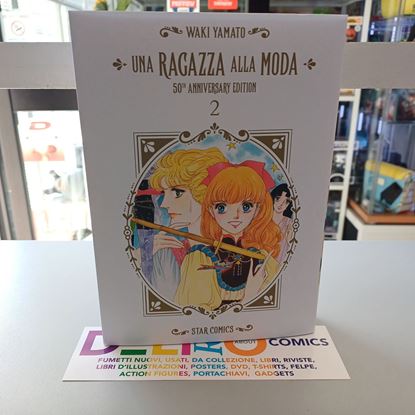 WAKI YAMATO
UNA RAGAZZA ALLA MODA
50TH ANNIVERSARY EDITION
2
STAR COMICS
ABOUT
COMICS
FUMETTI NUOVI, USATI, DA COLLEZIONE, LIBRI, RIVISTE,
LIBRI D'ILLUSTRAZIONI, POSTERS, DVD, T-SHIRTS, FELPE,
ACTION FIGURES, PORTACHIAVI, GADGETS